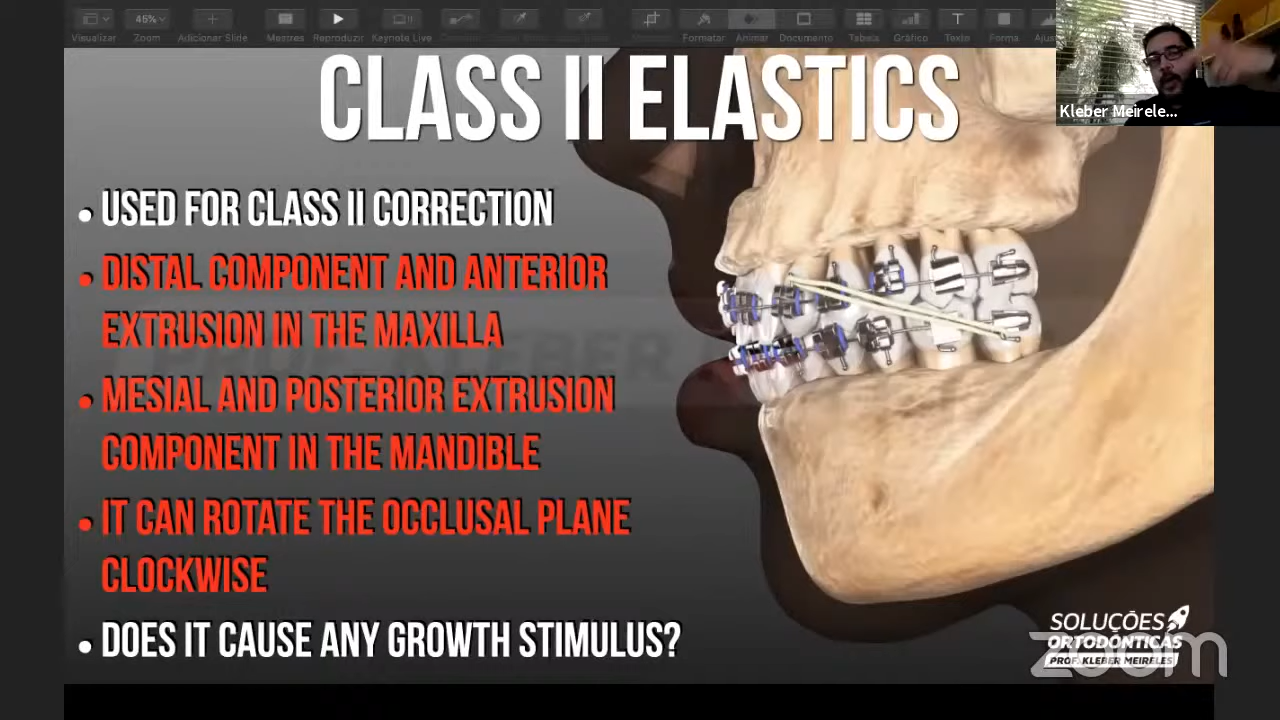 45%
Visualizar Zoom Adicionar Slide Mestres Reproduzir Keynote Live Formatar Animar Documento Tabela Gráfico Texto Forma
Kleber Meirele...
CLASS II ELASTICS
• USED FOR CLASS II CORRECTION
• DISTAL COMPONENT AND ANTERIOR
EXTRUSION IN THE MAXILLA
• MESIAL AND POSTERIOR EXTRUSION
COMPONENT IN THE MANDIBLE
• IT CAN ROTATE THE OCCLUSAL PLANE
CLOCKWISE
• DOES IT CAUSE ANY GROWTH STIMULUS?
SOLUÇÕES
ORTODÔNTICAS
PROF. KLEBER MEIRELES
zoom